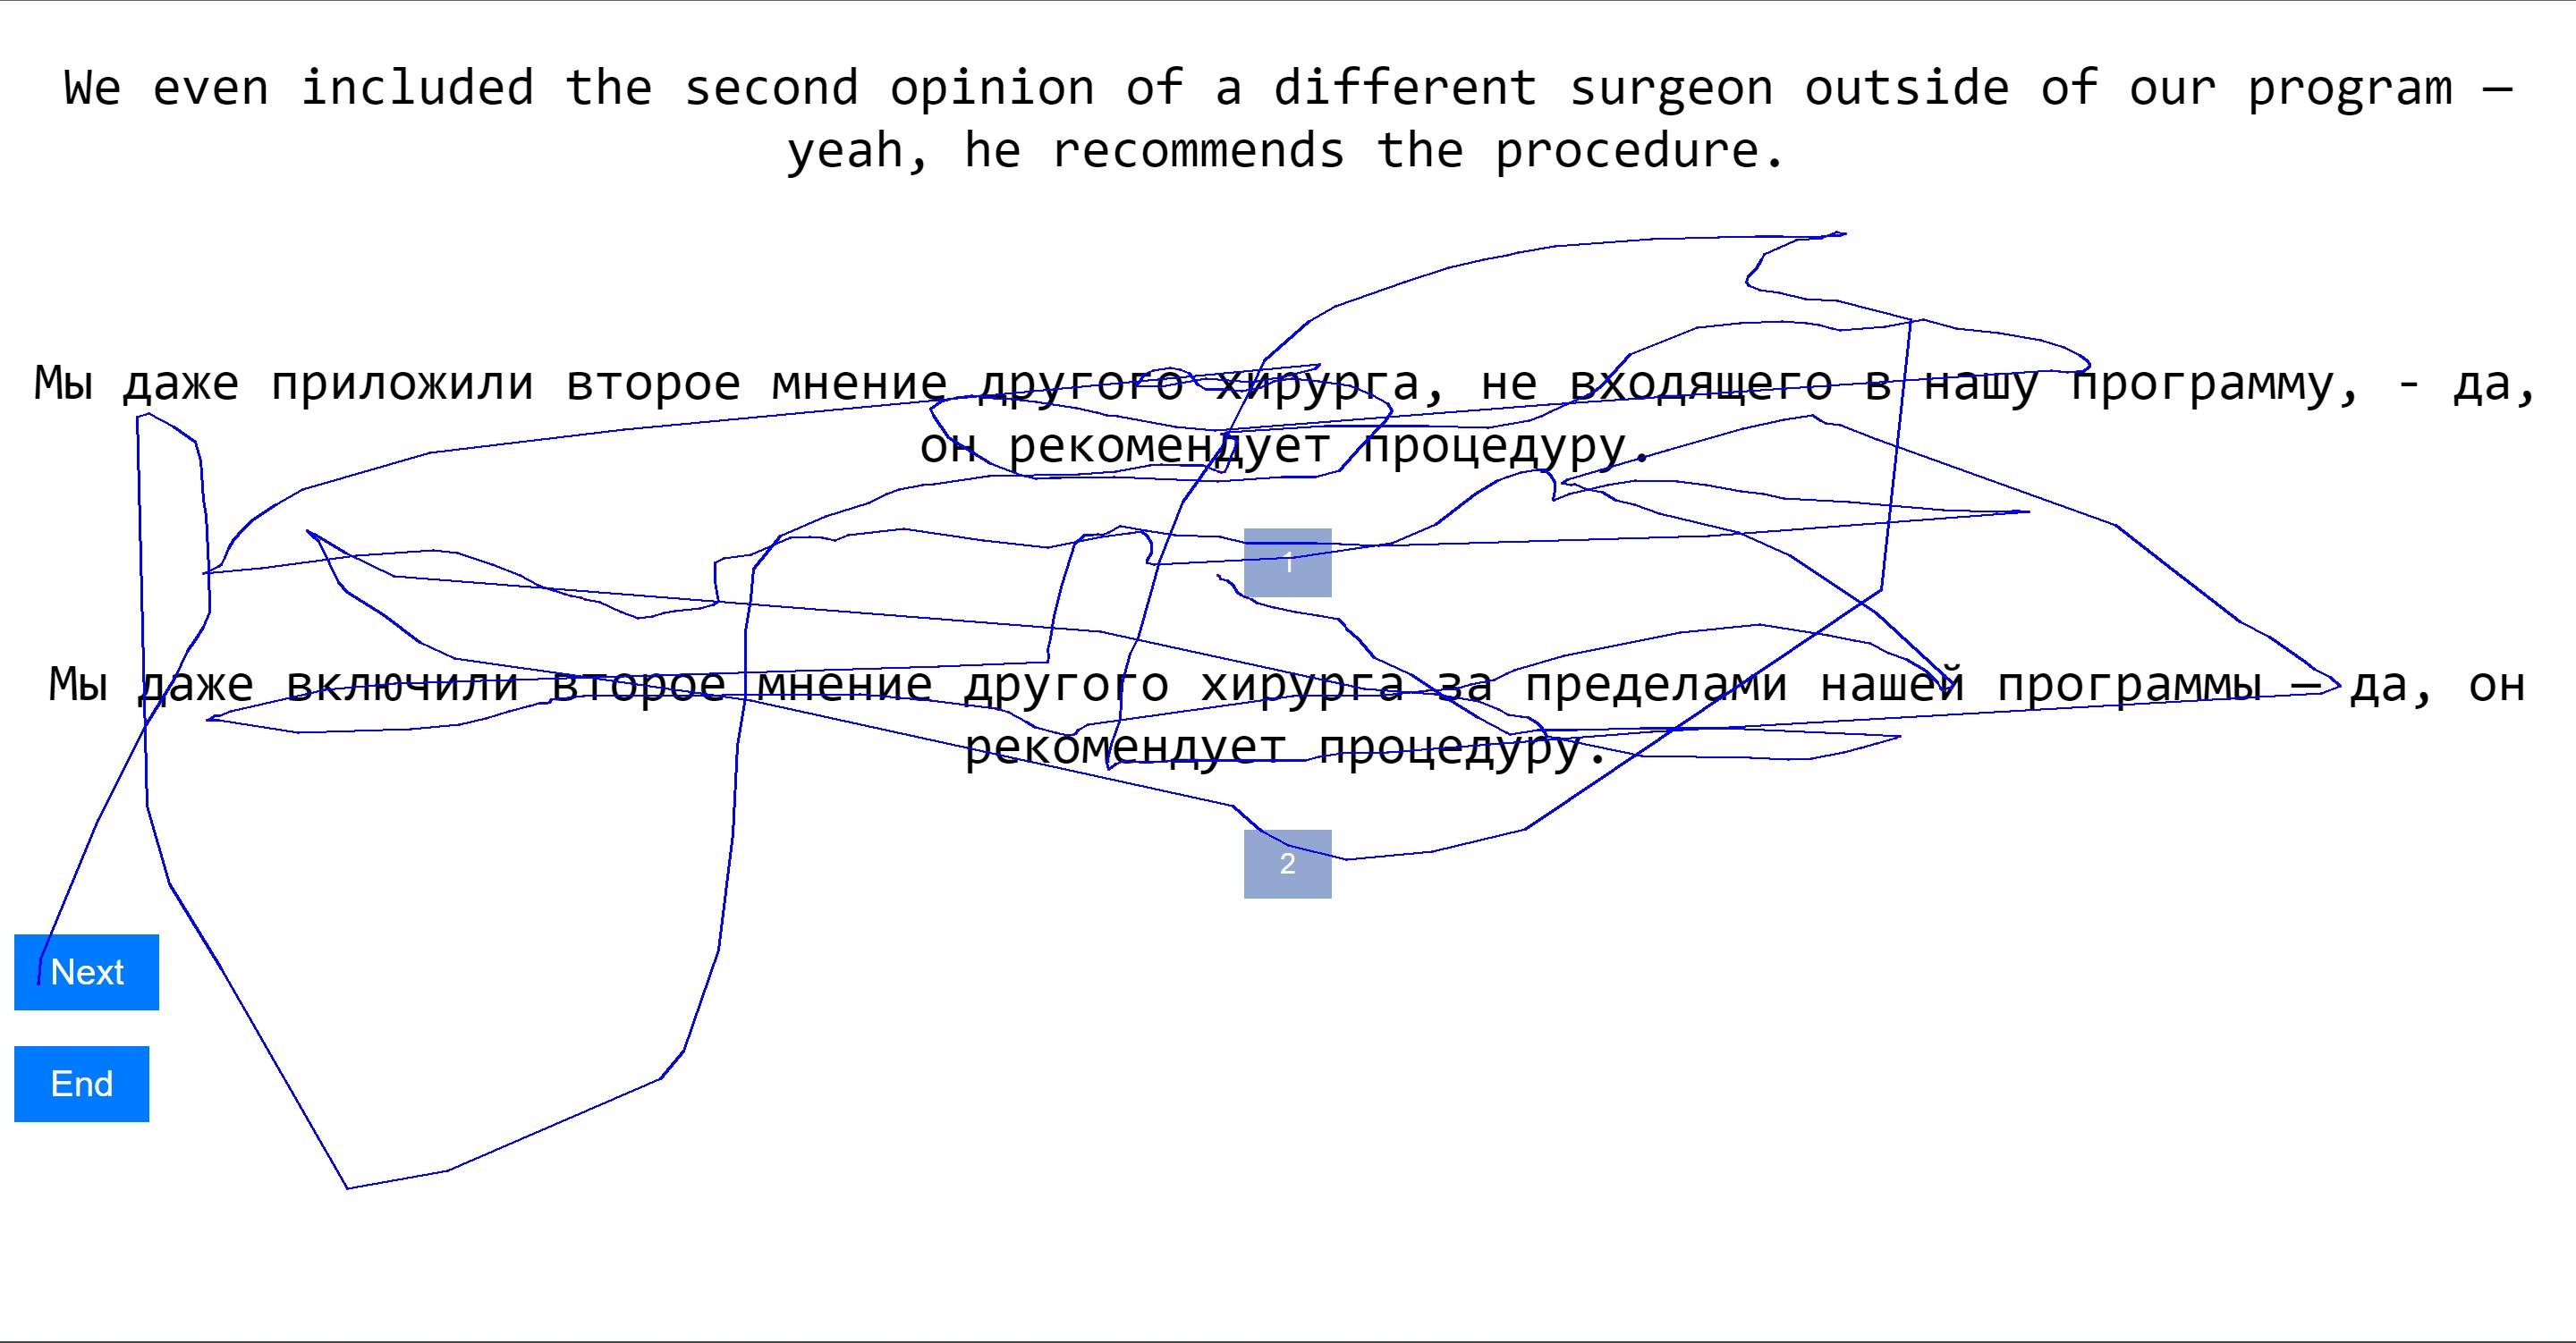 We even included the second opinion of a different surgeon outside of our program —
yeah, he recommends the procedure.
Мы даже приложили второе мнение другого хирурга, не входящего в нашу программу, - да,
он рекомендует процедуру.
1
Мы даже включили второе мнение другого хирурга за пределами нашей программы — да, он
рекомендует процедуру.
2
Next
End